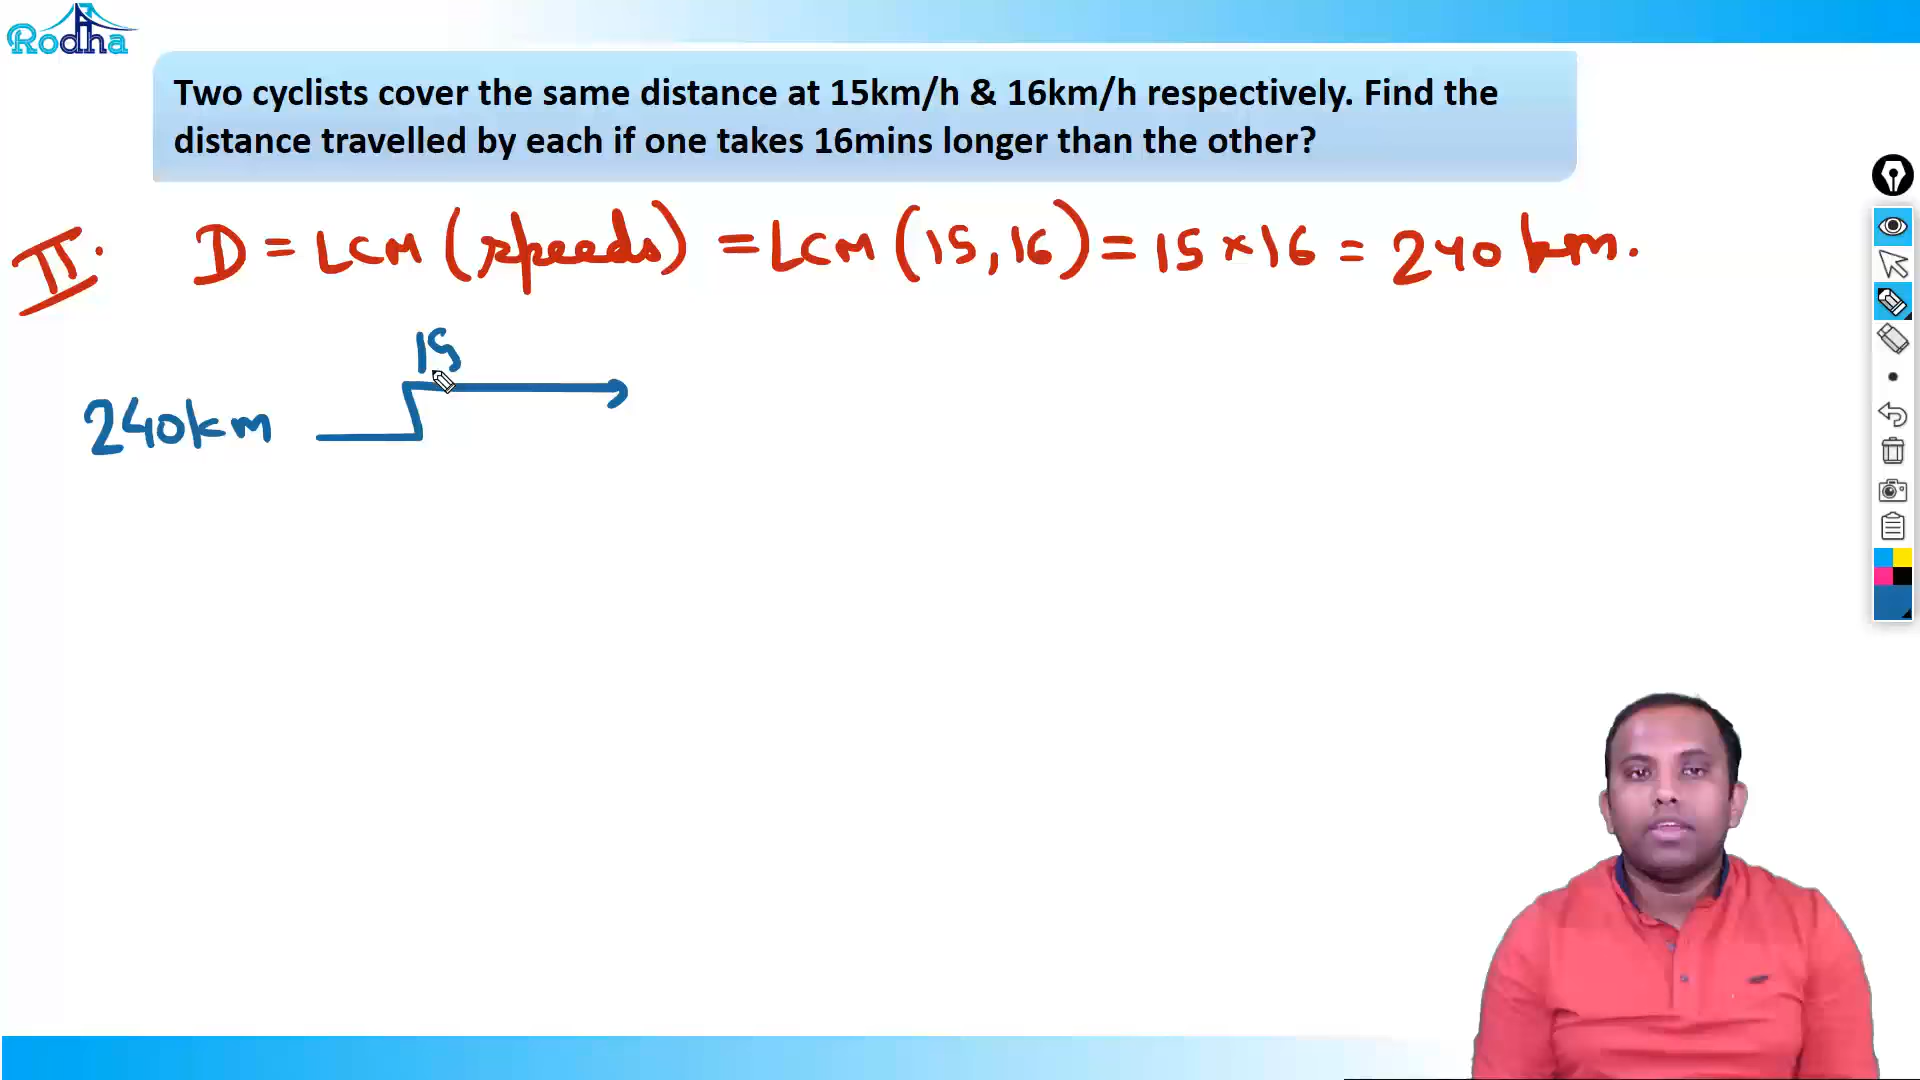 Rodha
Two cyclists cover the same distance at 15km/h & 16km/h respectively. Find the
distance travelled by each if one takes 16mins longer than the other?
II. D = LCM (speeds) = LCM (15, 16) = 15 × 16 = 240 km.
15
240km